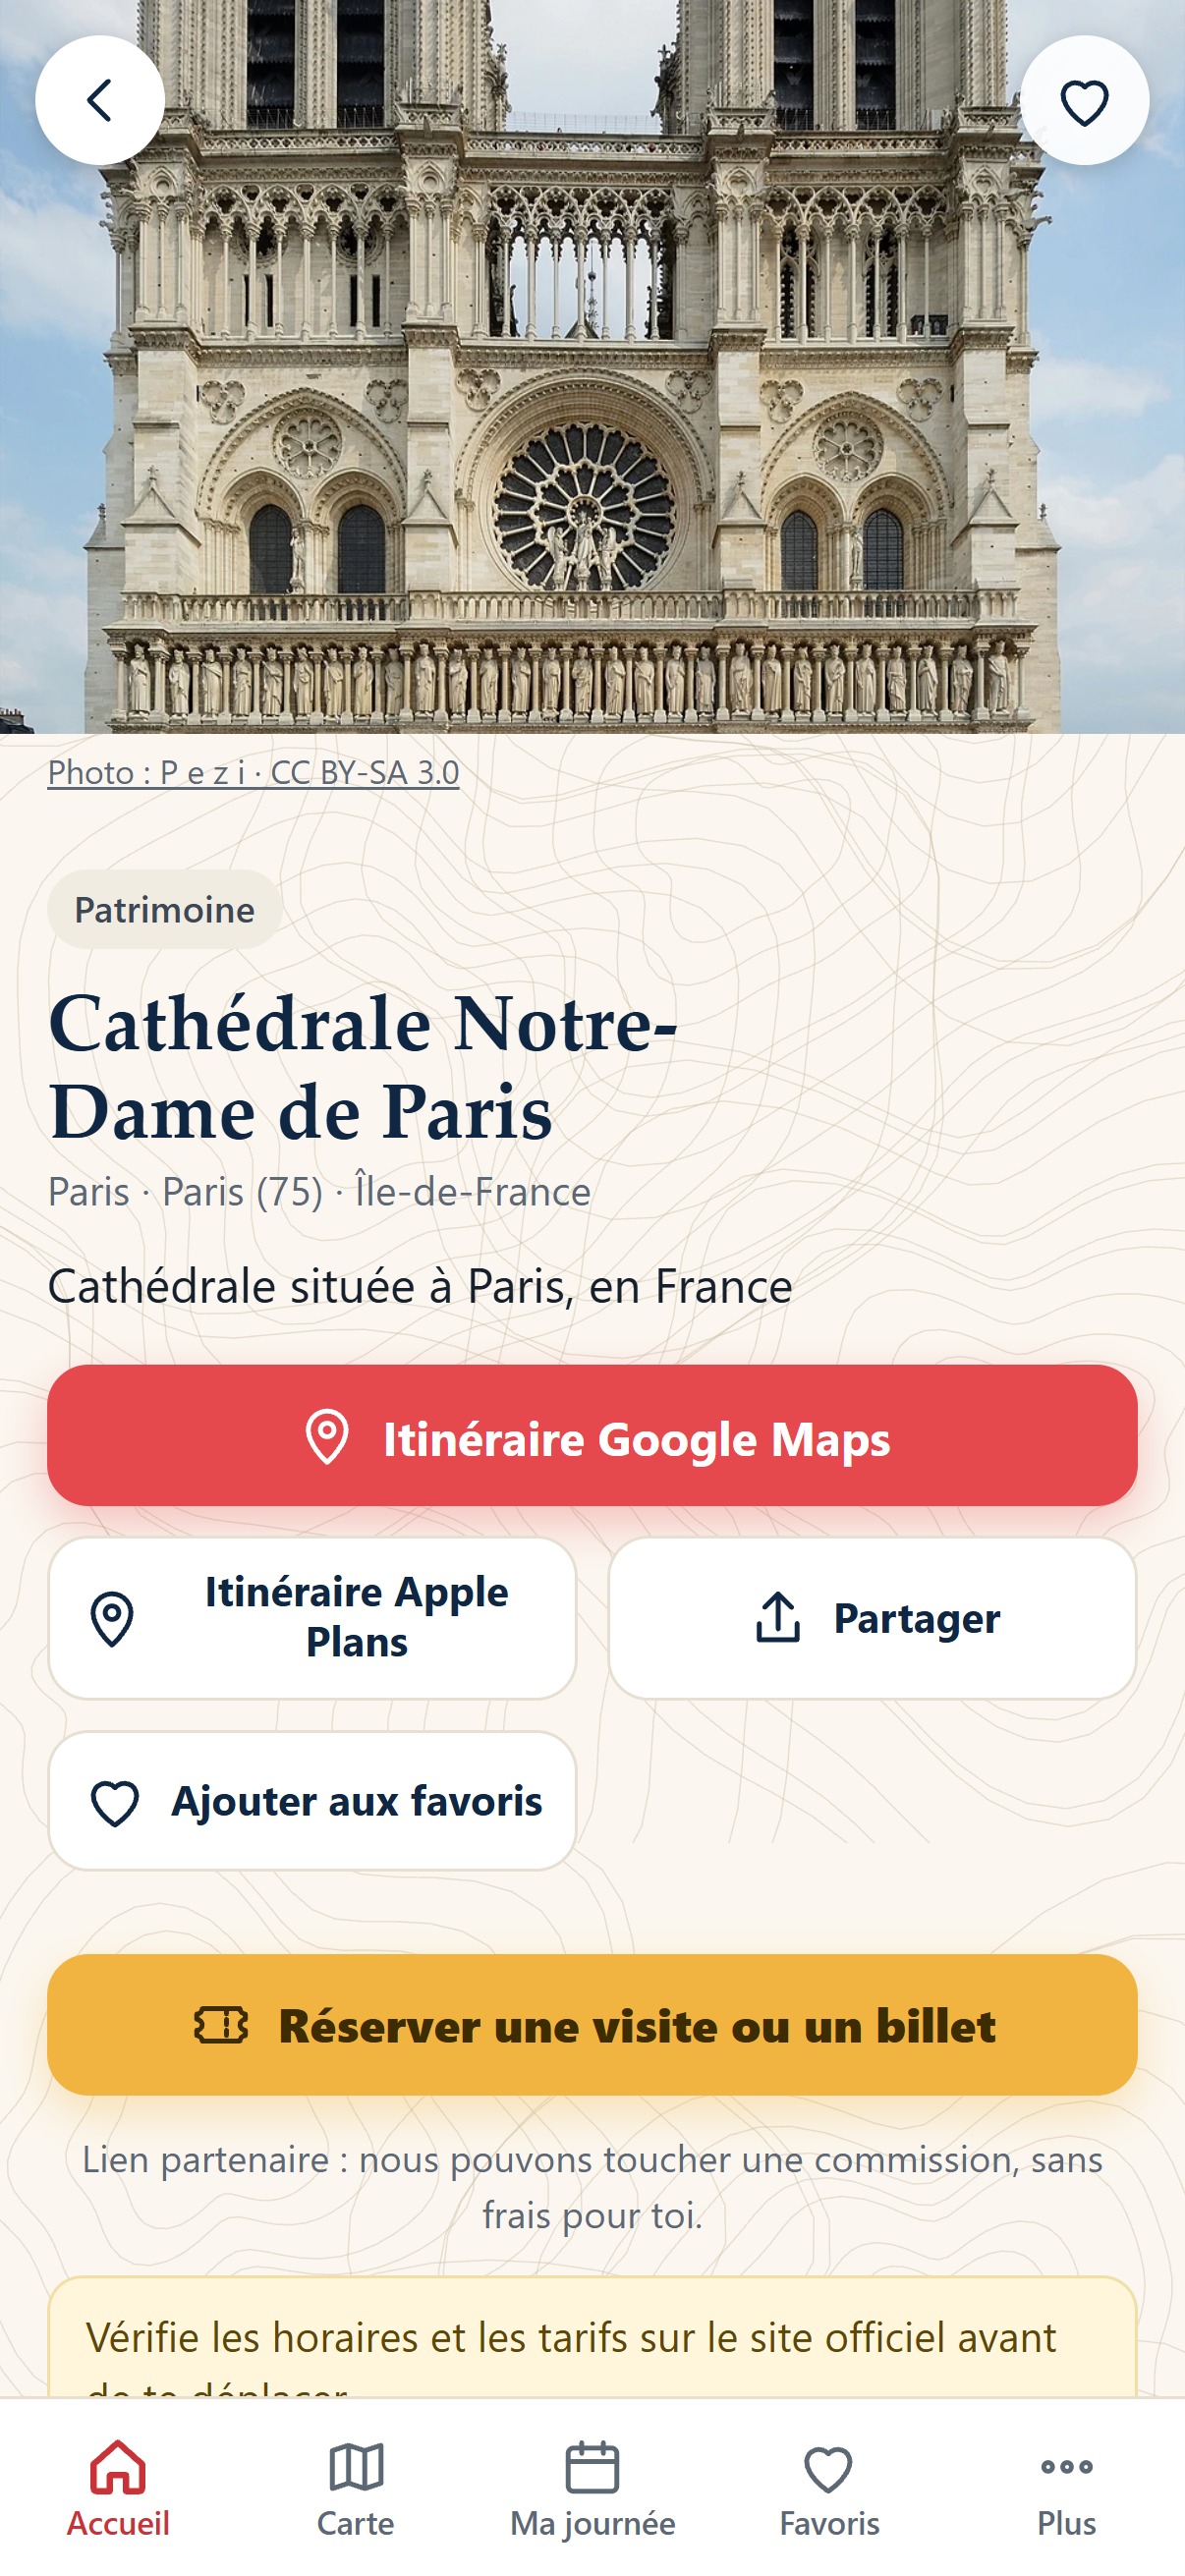 Photo : P e z i · CC BY-SA 3.0
Patrimoine
Cathédrale Notre-
Dame de Paris
Paris · Paris (75) · Île-de-France
Cathédrale située à Paris, en France
Itinéraire Google Maps
Itinéraire Apple
Plans
Partager
Ajouter aux favoris
Réserver une visite ou un billet
Lien partenaire : nous pouvons toucher une commission, sans
frais pour toi.
Vérifie les horaires et les tarifs sur le site officiel avant
de te déplacer
Accueil
Carte
Ma journée
Favoris
Plus